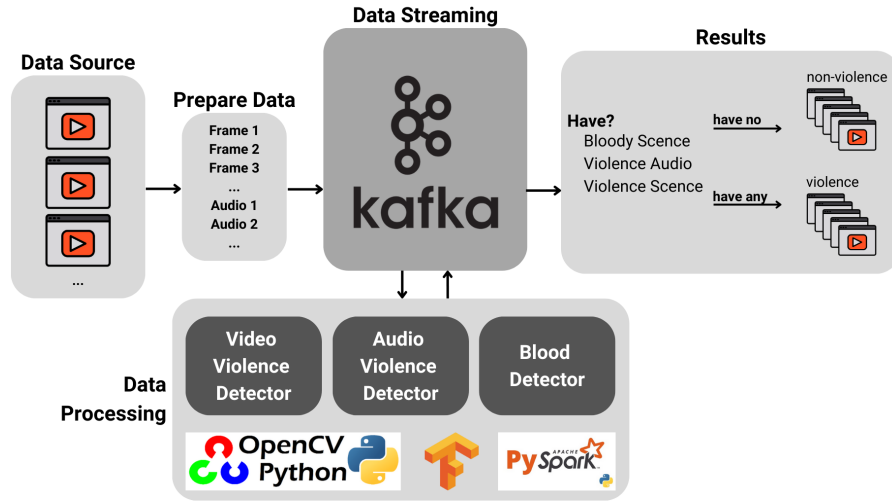 Data Source
...
Prepare Data
Frame 1
Frame 2
Frame 3
...
Audio 1
Audio 2
...
Data Streaming
kafka
Results
Have?
Bloody Scence
Violence Audio
Violence Scence
have no
non-violence
have any
violence
Data
Processing
Video
Violence
Detector
Audio
Violence
Detector
Blood
Detector
OpenCV
Python
APACHE
PySpark